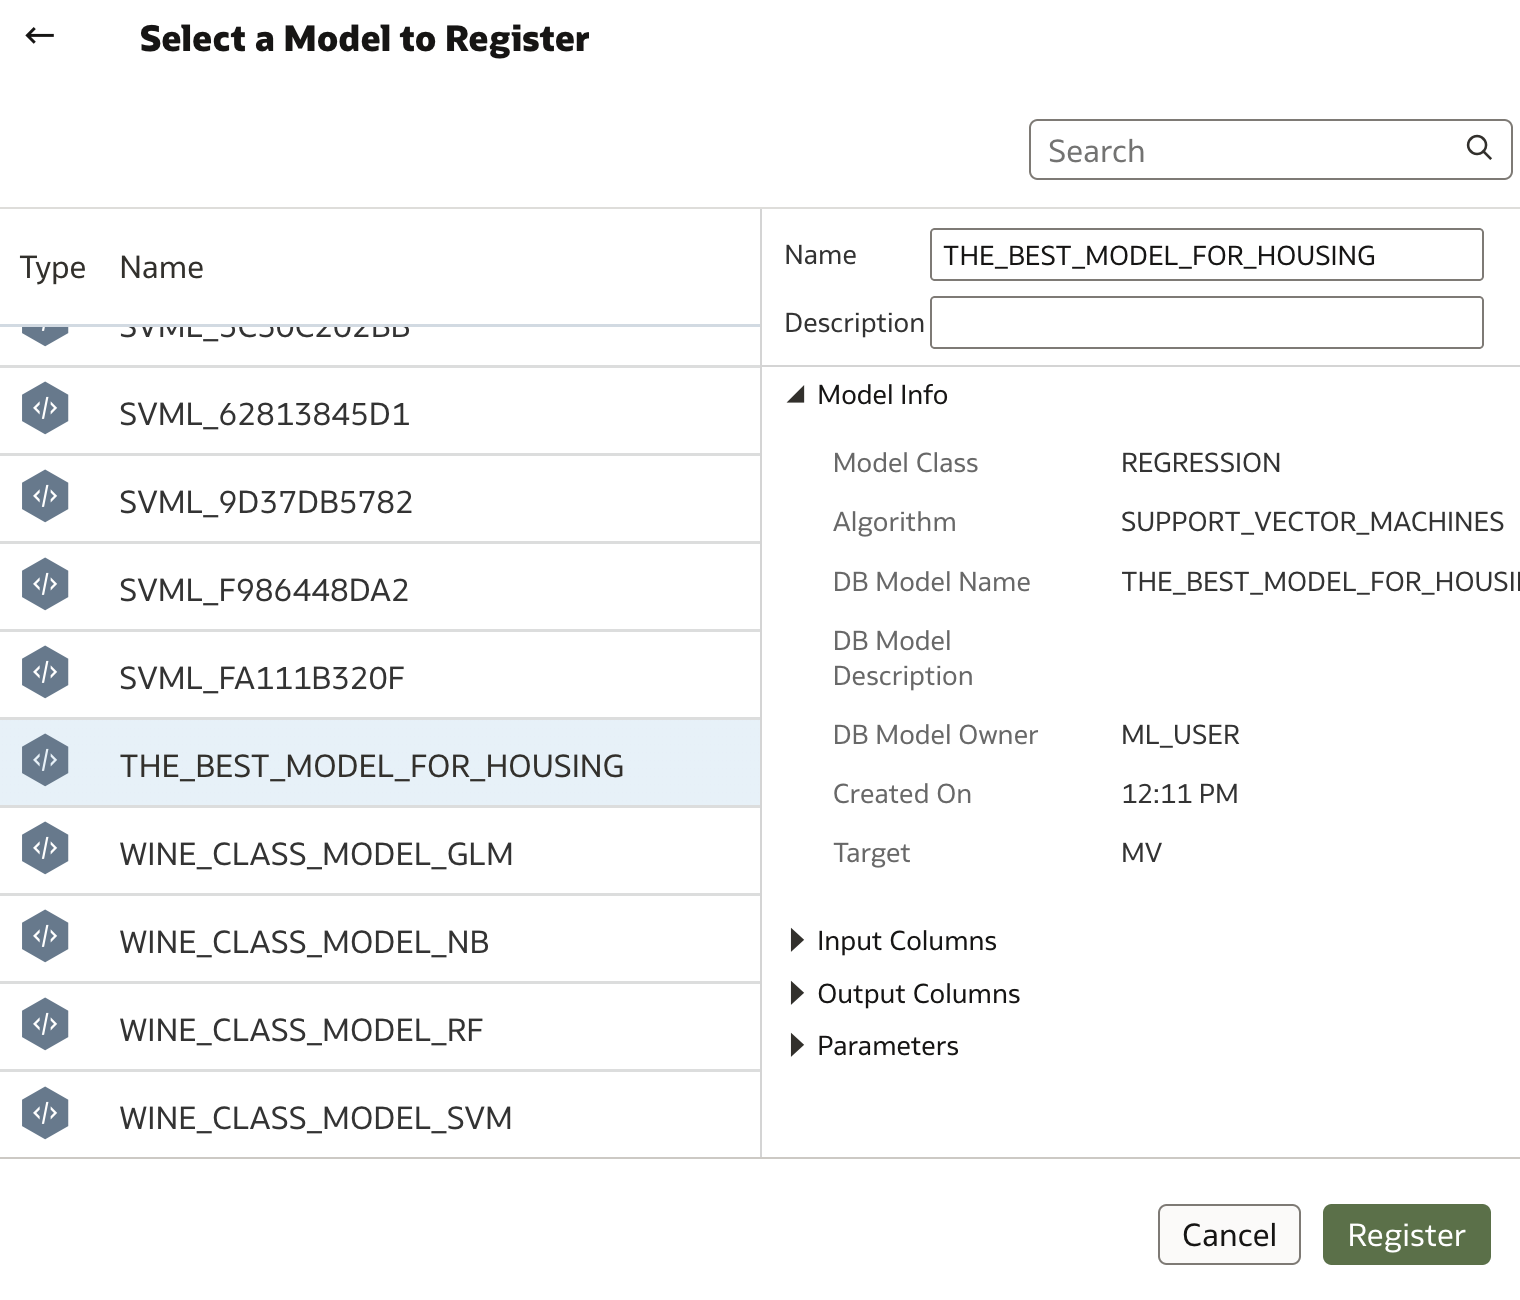 Select a Model to Register
Search
Type Name
SVML_62813845D1
SVML_9D37DB5782
SVML_F986448DA2
SVML_FA111B320F
THE_BEST_MODEL_FOR_HOUSING
WINE_CLASS_MODEL_GLM
WINE_CLASS_MODEL_NB
WINE_CLASS_MODEL_RF
WINE_CLASS_MODEL_SVM
Name THE_BEST_MODEL_FOR_HOUSING
Description
Model Info
Model Class REGRESSION
Algorithm SUPPORT_VECTOR_MACHINES
DB Model Name THE_BEST_MODEL_FOR_HOUSI
DB Model
Description
DB Model Owner ML_USER
Created On 12:11 PM
Target MV
Input Columns
Output Columns
Parameters
Cancel Register